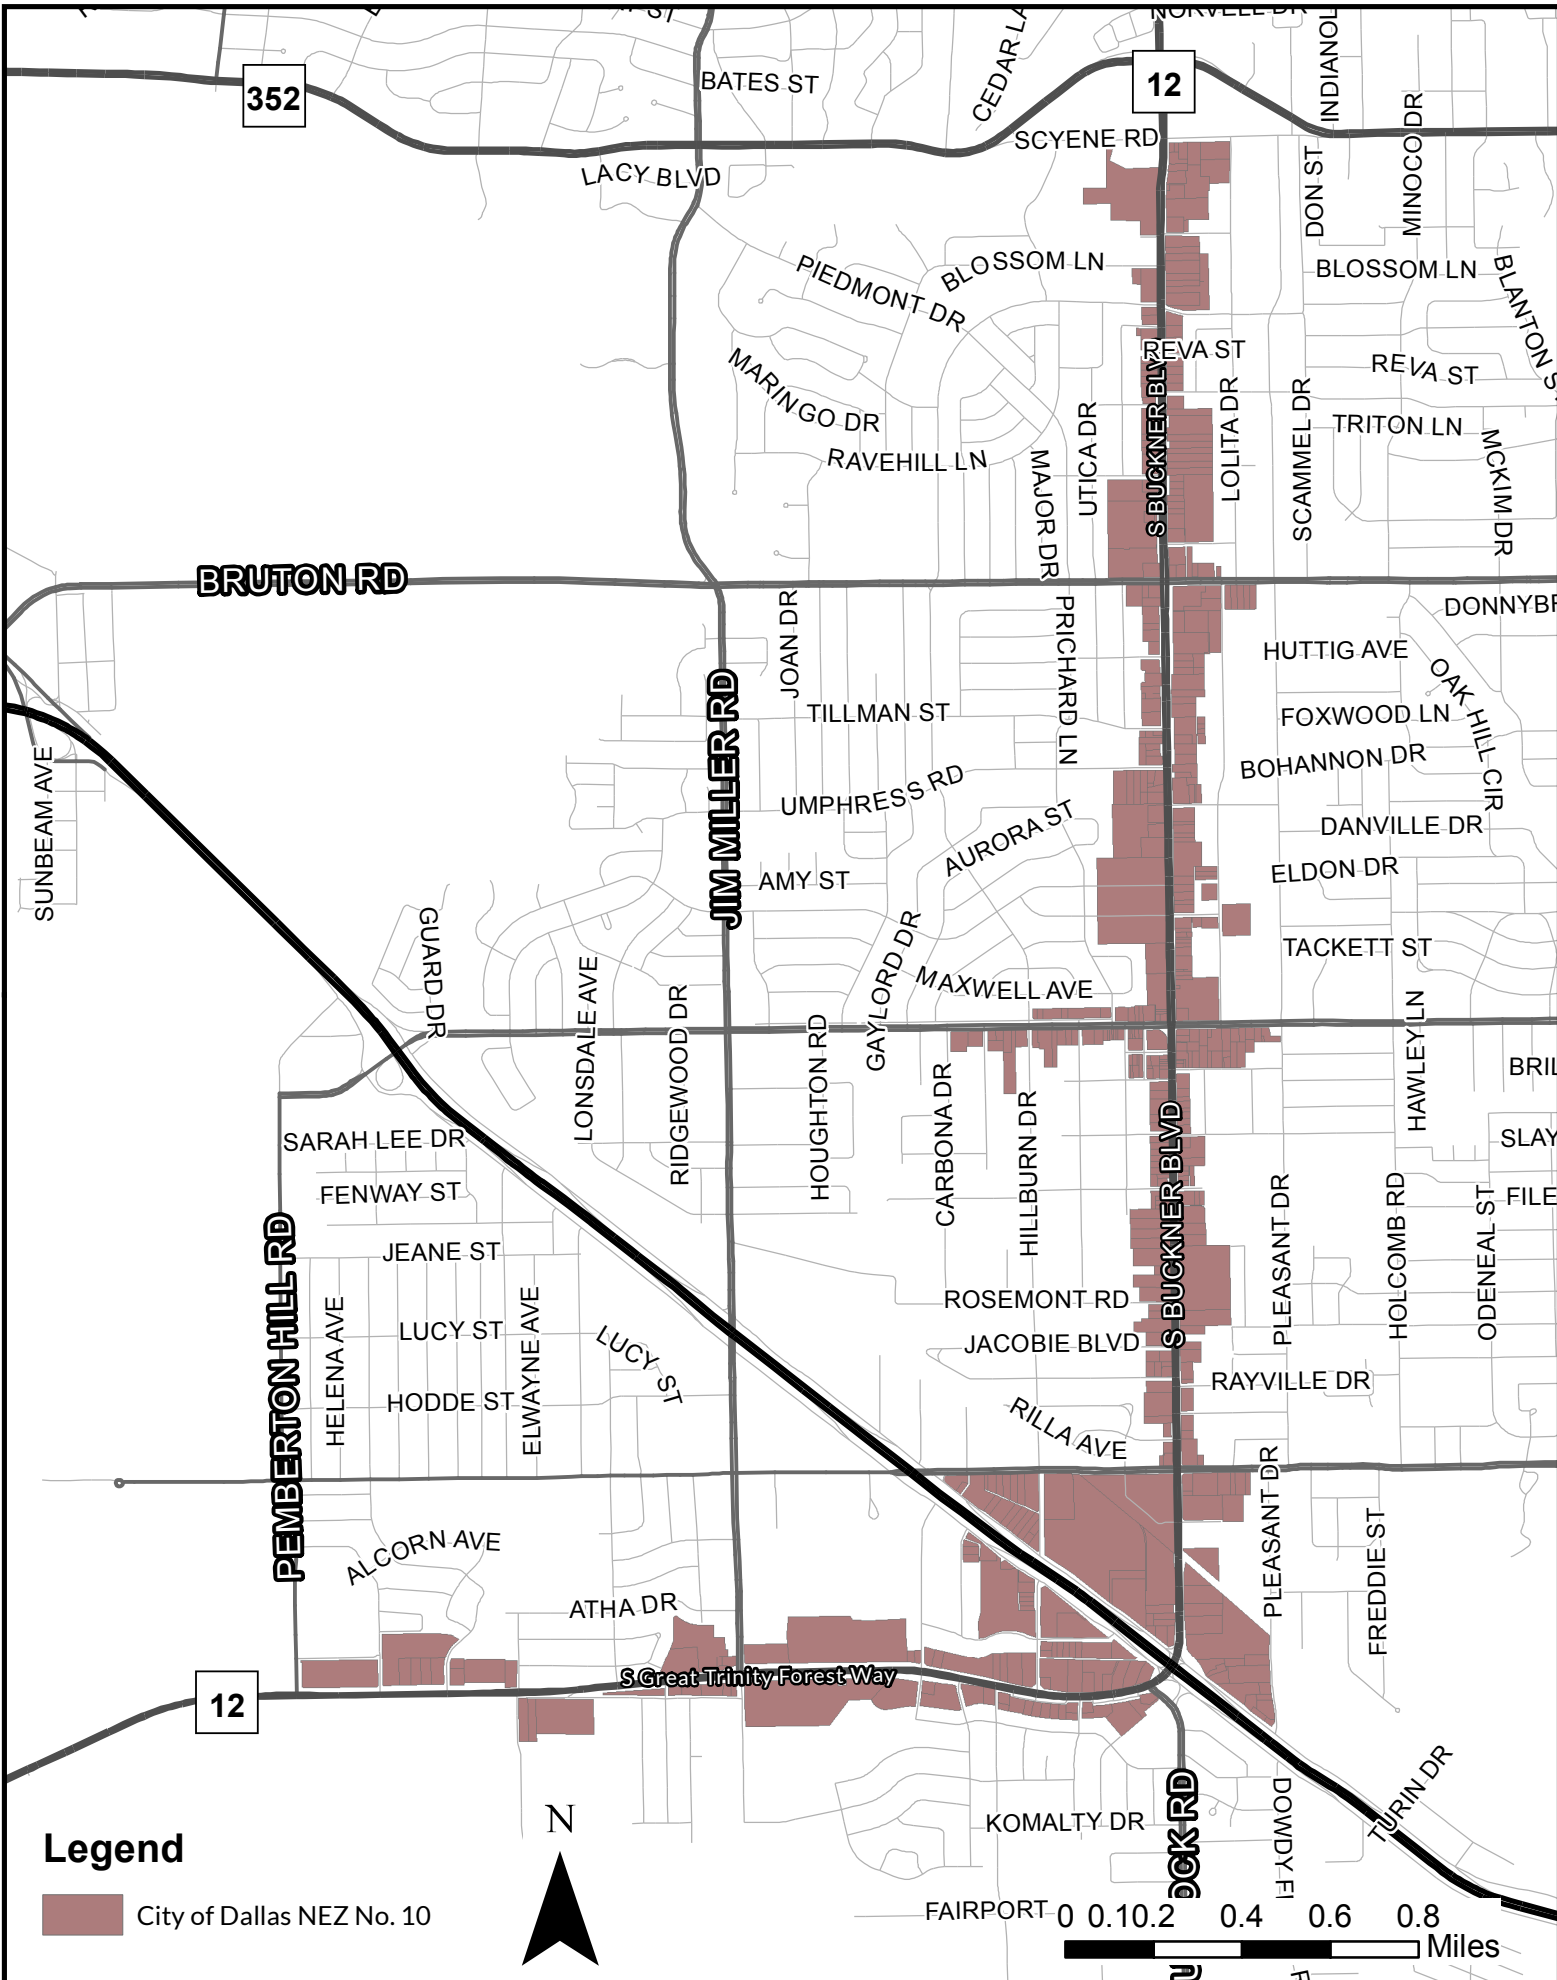 NORVELL DR
352
BATES ST
CEDAR LA
12
INDIANOL
SCYENE RD
MINOCO DR
DON ST
LACY BLVD
PIEDMONT DR
BLOSSOM LN
BLOSSOM LN
BLANTON S
REVA ST
REVA ST
MARINGO DR
S BUCKNER BLV
UTICA DR
LOLITA DR
SCAMMEL DR
TRITON LN
RAVEHILL LN
MAJOR DR
MCKIM DR
BRUTON RD
JOAN DR
PRICHARD LN
DONNYBR
HUTTIG AVE
OAK HILL CIR
JIM MILLER RD
TILLMAN ST
FOXWOOD LN
SUNBEAM AVE
UMPHRESS RD
BOHANNON DR
AURORA ST
DANVILLE DR
AMY ST
ELDON DR
GUARD DR
GAYLORD DR
TACKETT ST
LONSDALE AVE
RIDGEWOOD DR
MAXWELL AVE
HAWLEY LN
HOUGHTON RD
CARBONA DR
HILLBURN DR
BRIL
S BUCKNER BLVD
SARAH LEE DR
SLAY
FENWAY ST
PLEASANT DR
HOLCOMB RD
ODENEAL ST
FILE
PEMBERTON HILL RD
JEANE ST
HELENA AVE
ELWAYNE AVE
ROSEMONT RD
LUCY ST
LUCY ST
JACOBIE BLVD
HODDE ST
RAYVILLE DR
RILLA AVE
PLEASANT DR
ALCORN AVE
FREDDIE ST
ATHA DR
S Great Trinity Forest Way
12
TURIN DR
OCK RD
DOWDY F
KOMALTY DR
N
Legend
City of Dallas NEZ No. 10
FAIRPORT
0 0.1 0.2 0.4 0.6 0.8
Miles